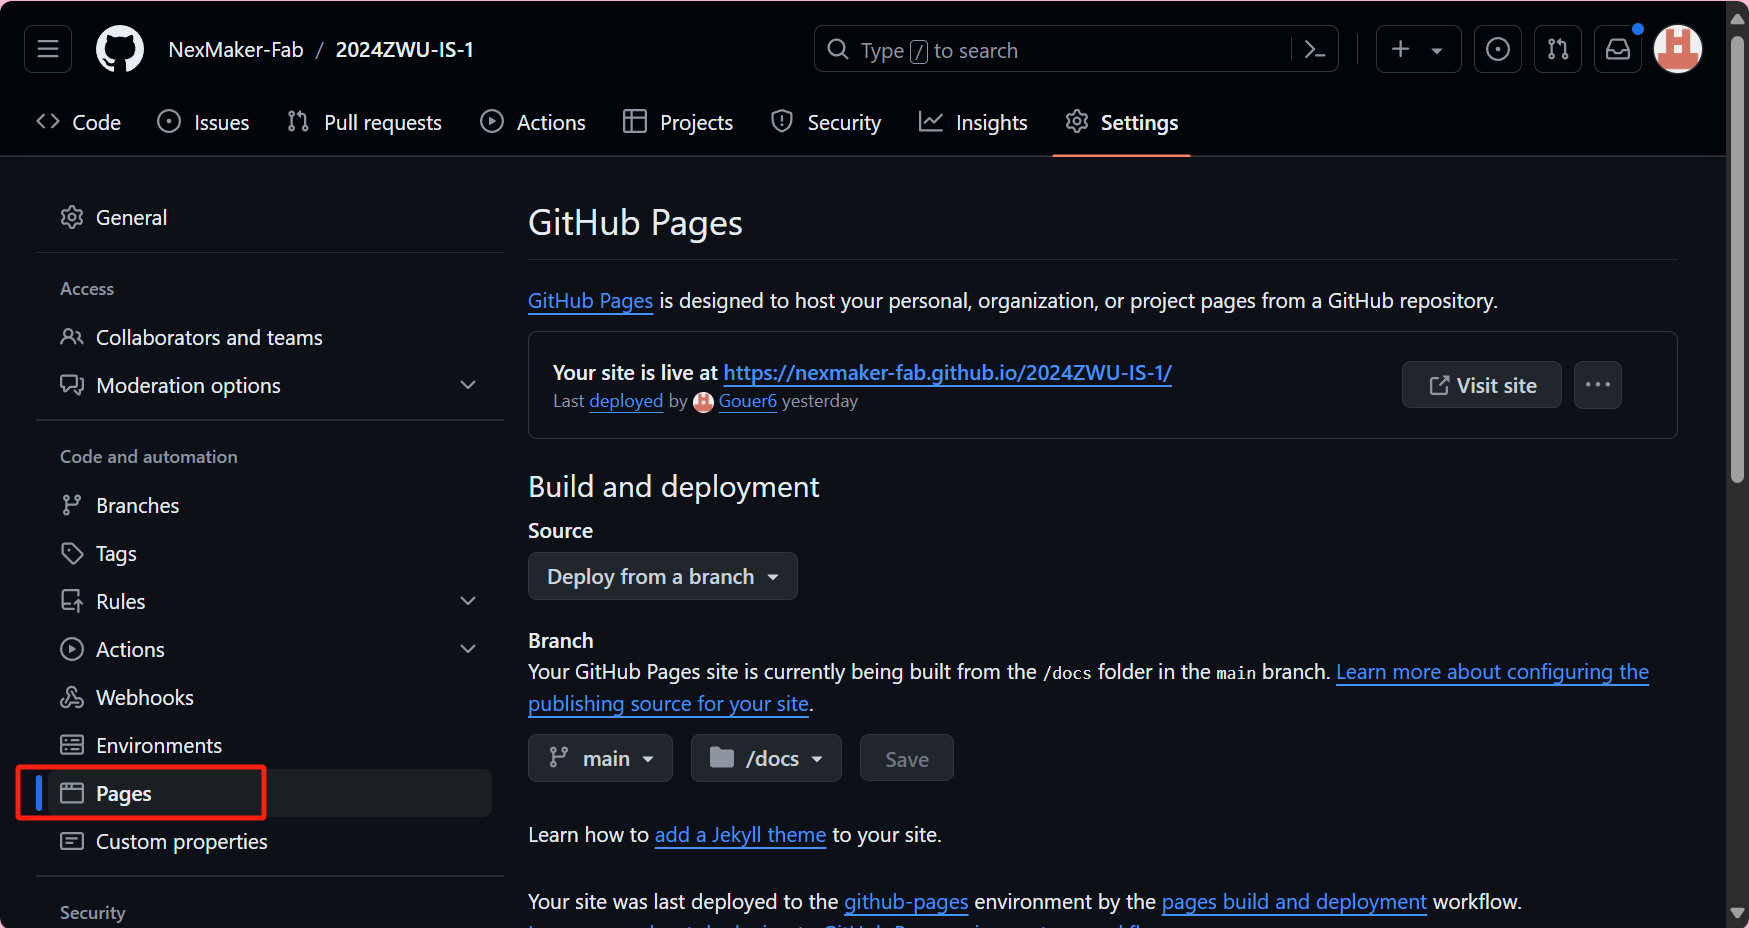 NexMaker-Fab / 2024ZWU-IS-1
Type / to search
Code
Issues
Pull requests
Actions
Projects
Security
Insights
Settings
General
Access
Collaborators and teams
Moderation options
Code and automation
Branches
Tags
Rules
Actions
Webhooks
Environments
Pages
Custom properties
Security
GitHub Pages
GitHub Pages is designed to host your personal, organization, or project pages from a GitHub repository.
Your site is live at https://nexmaker-fab.github.io/2024ZWU-IS-1/
Last deployed by Gouer6 yesterday
Visit site
Build and deployment
Source
Deploy from a branch
Branch
Your GitHub Pages site is currently being built from the /docs folder in the main branch. Learn more about configuring the
publishing source for your site.
main
/docs
Save
Learn how to add a Jekyll theme to your site.
Your site was last deployed to the github-pages environment by the pages build and deployment workflow.